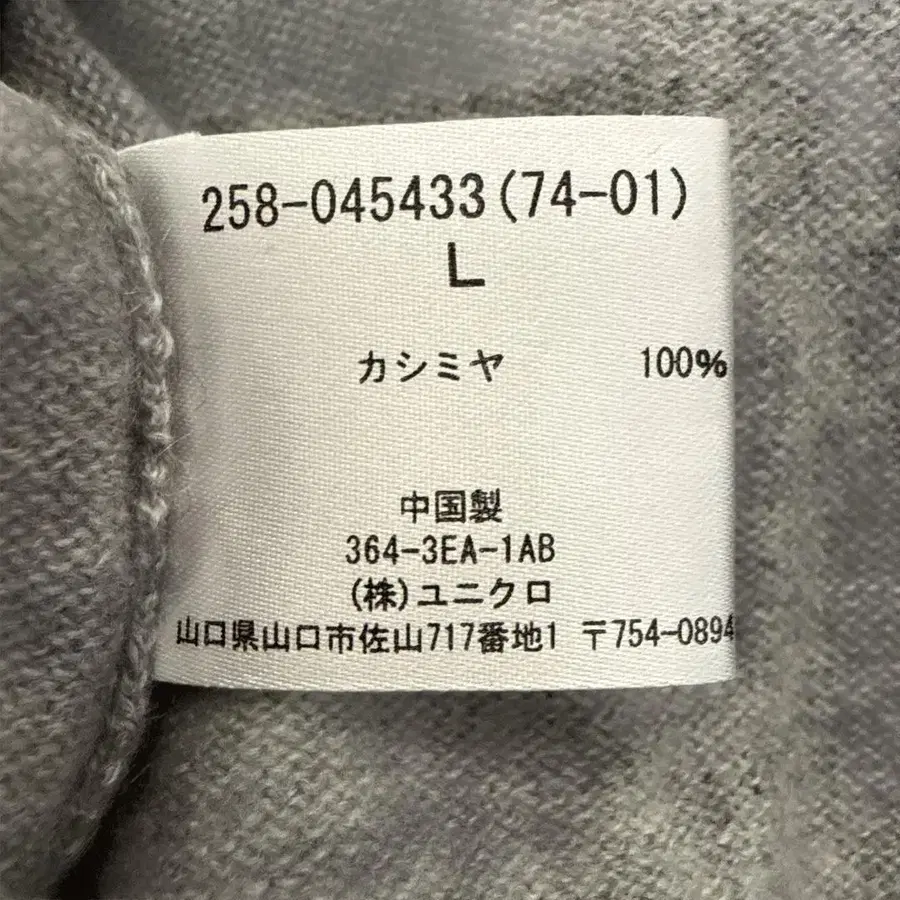 258-045433(74-01)
L
カシミヤ 100%
中国製
364-3EA-1AB
(株)ユニクロ
山口県山口市佐山717番地1 〒754-0894